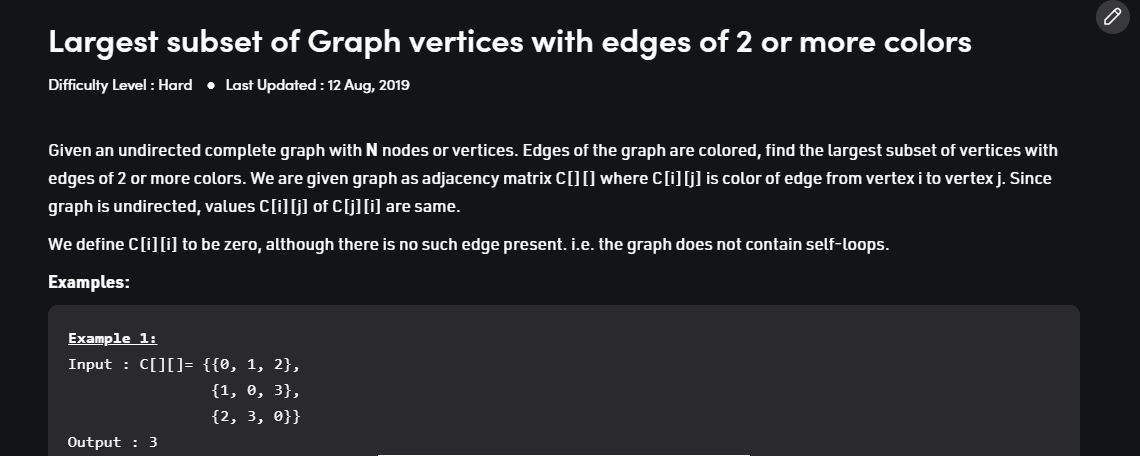 Largest subset of Graph vertices with edges of 2 or more colors
Difficulty Level : Hard ● Last Updated : 12 Aug, 2019
Given an undirected complete graph with N nodes or vertices. Edges of the graph are colored, find the largest subset of vertices with
edges of 2 or more colors. We are given graph as adjacency matrix C[][] where C[i][j] is color of edge from vertex i to vertex j. Since
graph is undirected, values C[i][j] of C[j][i] are same.
We define C[i][i] to be zero, although there is no such edge present. i.e. the graph does not contain self-loops.
Examples:
Example 1:
Input : C[][]= {{0, 1, 2},
{1, 0, 3},
{2, 3, 0}}
Output : 3